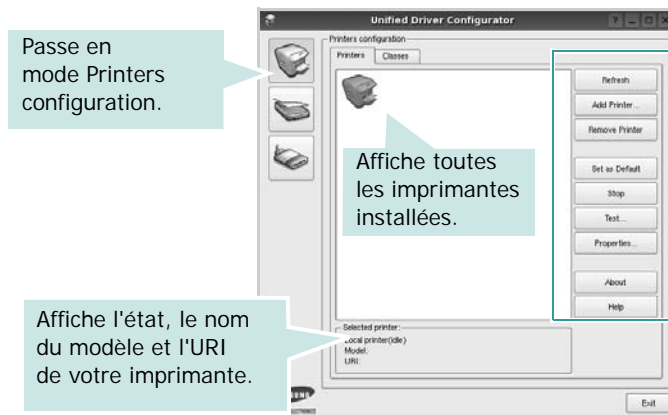 Unified Driver Configurator
Passe en
mode Printers
configuration.
Printers configuration
Printers Classes
Refresh
Add Printer...
Remove Printer
Set as Default
Stop
Test...
Properties...
About
Help
Affiche toutes
les imprimantes
installées.
Affiche l'état, le nom
du modèle et l'URI
de votre imprimante.
Selected printer:
Local printer(idle)
Model:
URI:
Exit